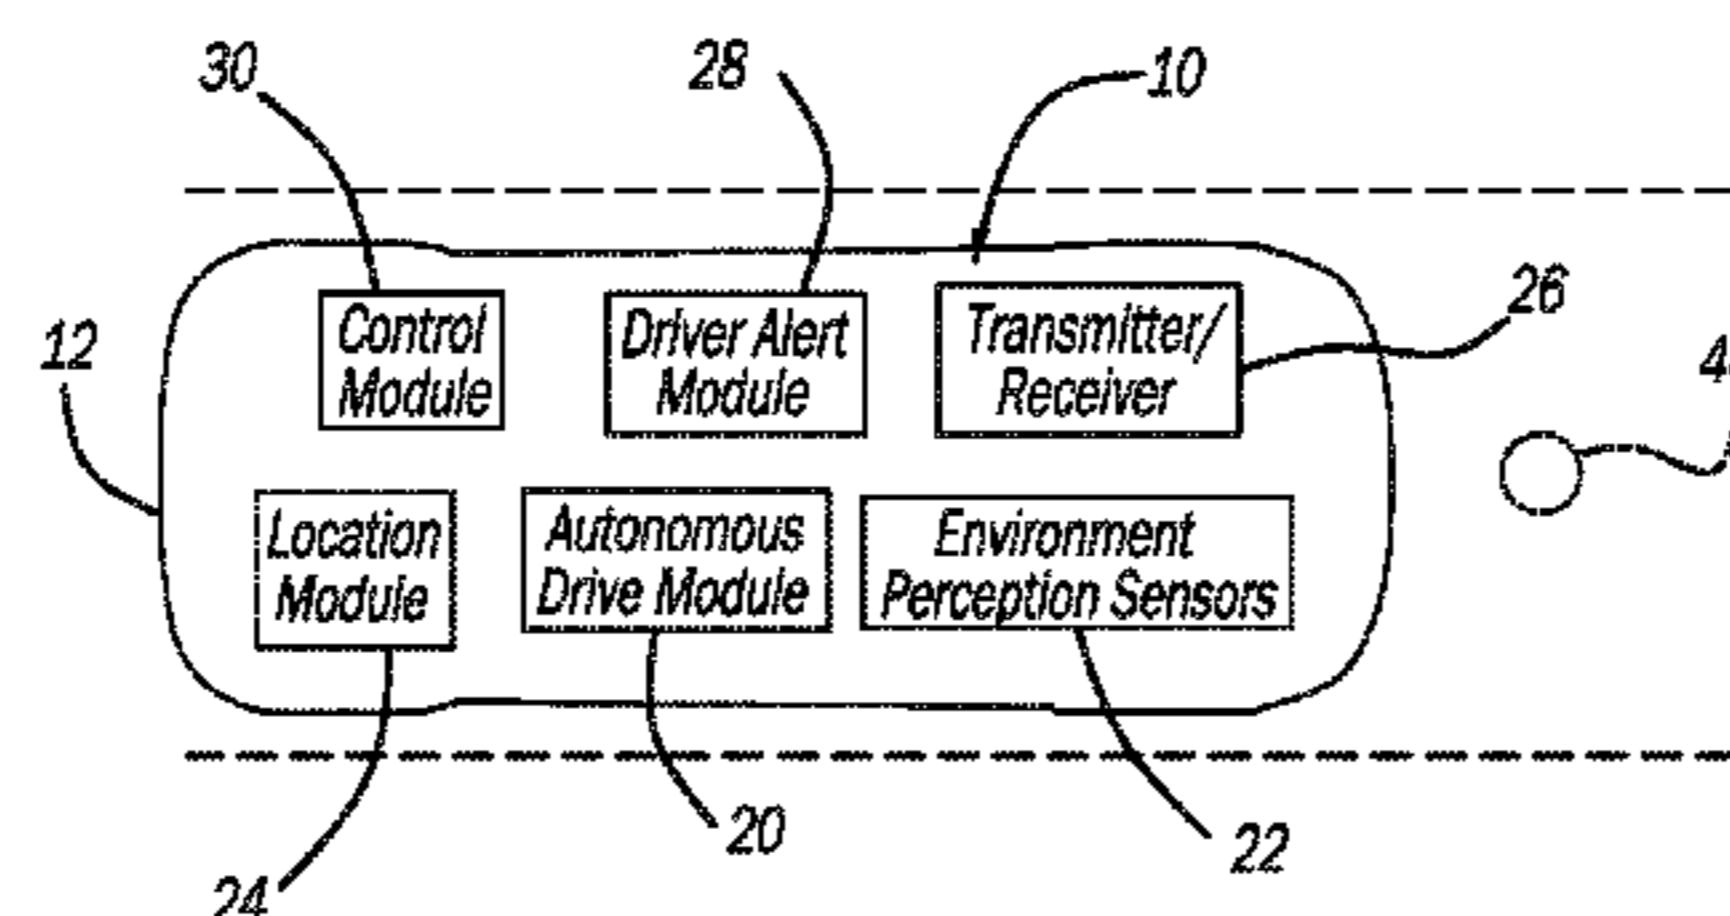 30
28
10
26
12
Control
Module
Driver Alert
Module
Transmitter/
Receiver
Location
Module
Autonomous
Drive Module
Environment
Perception Sensors
20
22
24